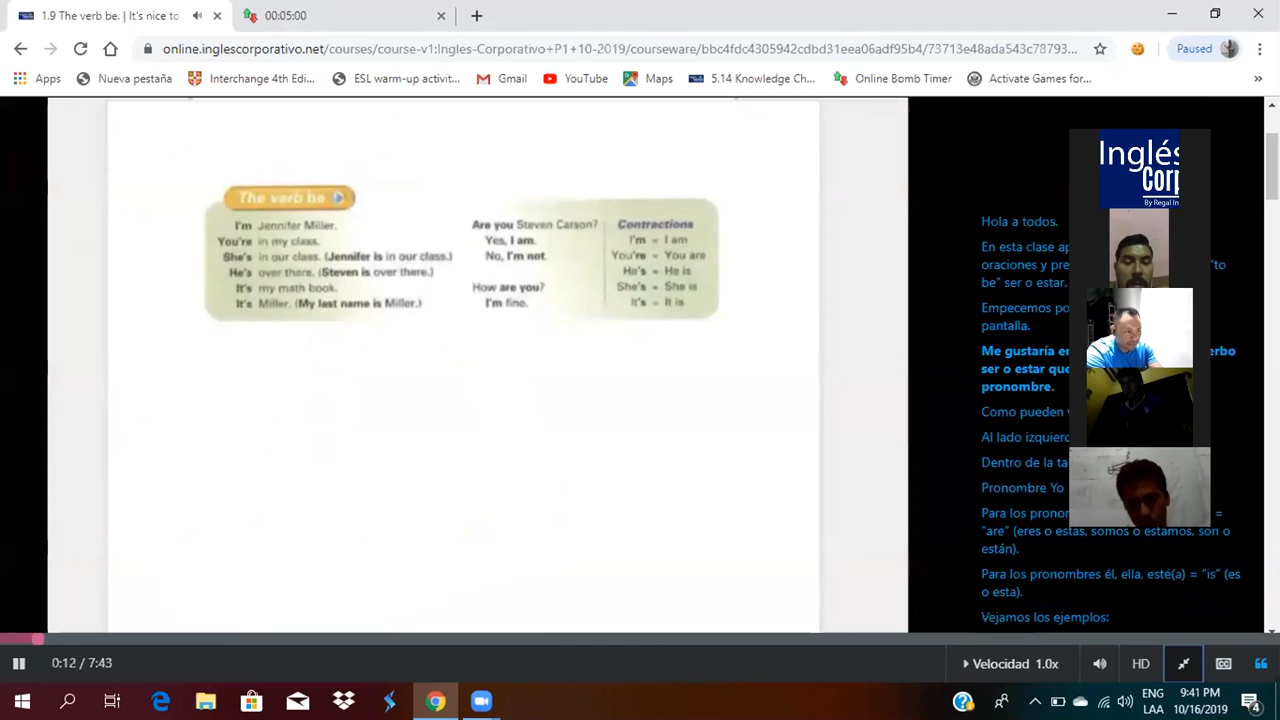 1.9 The verb be. | It's nice to
00:05:00
online.inglescorporativo.net/courses/course-v1:Ingles-Corporativo+P1+10-2019/courseware/bbc4fdc4305942cdbd31eea06adf95b4/73713e48ada543c78793...
Paused
Apps
Nueva pestaña
Interchange 4th Edi...
ESL warm-up activit...
Gmail
YouTube
Maps
5.14 Knowledge Ch...
Online Bomb Timer
Activate Games for...
The verb be
I'm Jennifer Miller.
You're in my class.
She's in our class. (Jennifer is in our class.)
He's over there. (Steven is over there.)
It's my math book.
It's Miller. (My last name is Miller.)
Are you Steven Carson?
Yes, I am.
No, I'm not.
How are you?
I'm fine.
Contractions
I'm = I am
You're = You are
He's = He is
She's = She is
It's = It is
Inglés
Corp
By Regal In
Hola a todos.
En esta clase ap
oraciones y pre "to
be" ser o estar.
Empecemos po
pantalla.
Me gustaría en erbo
ser o estar que
pronombre.
Como pueden v
Al lado izquierd
Dentro de la ta
Pronombre Yo
Para los pronom =
"are" (eres o estas, somos o estamos, son o
están).
Para los pronombres él, ella, esté(a) = "is" (es
o esta).
Vejamos los ejemplos:
0:12 / 7:43
Velocidad 1.0x
HD
ENG
LAA
9:41 PM
10/16/2019
4